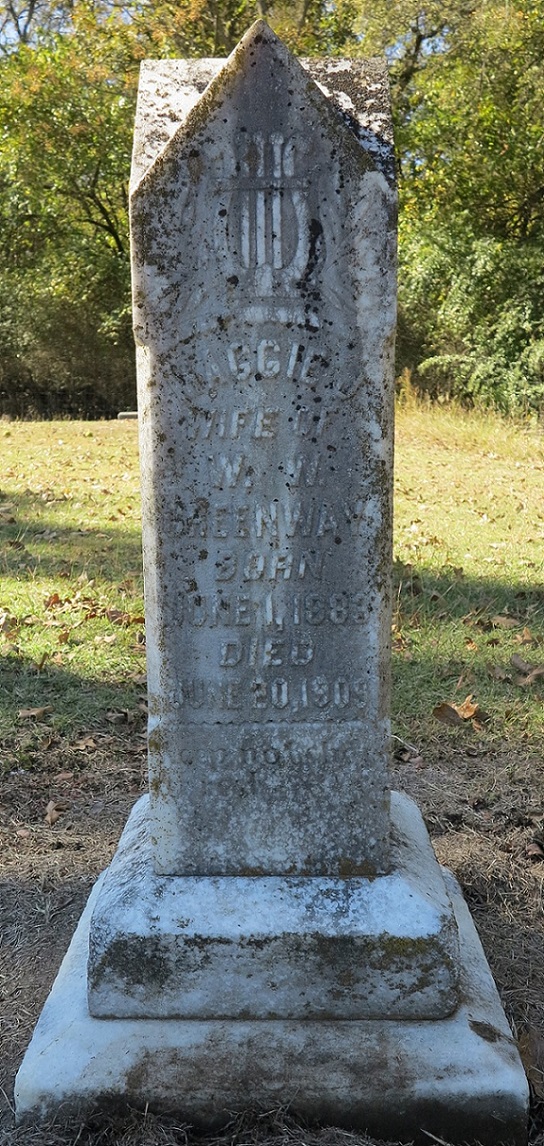 MAGGIE J.
WIFE OF
W. W.
GREENWAY
BORN
JUNE 1, 1883
DIED
JUNE 20, 1909